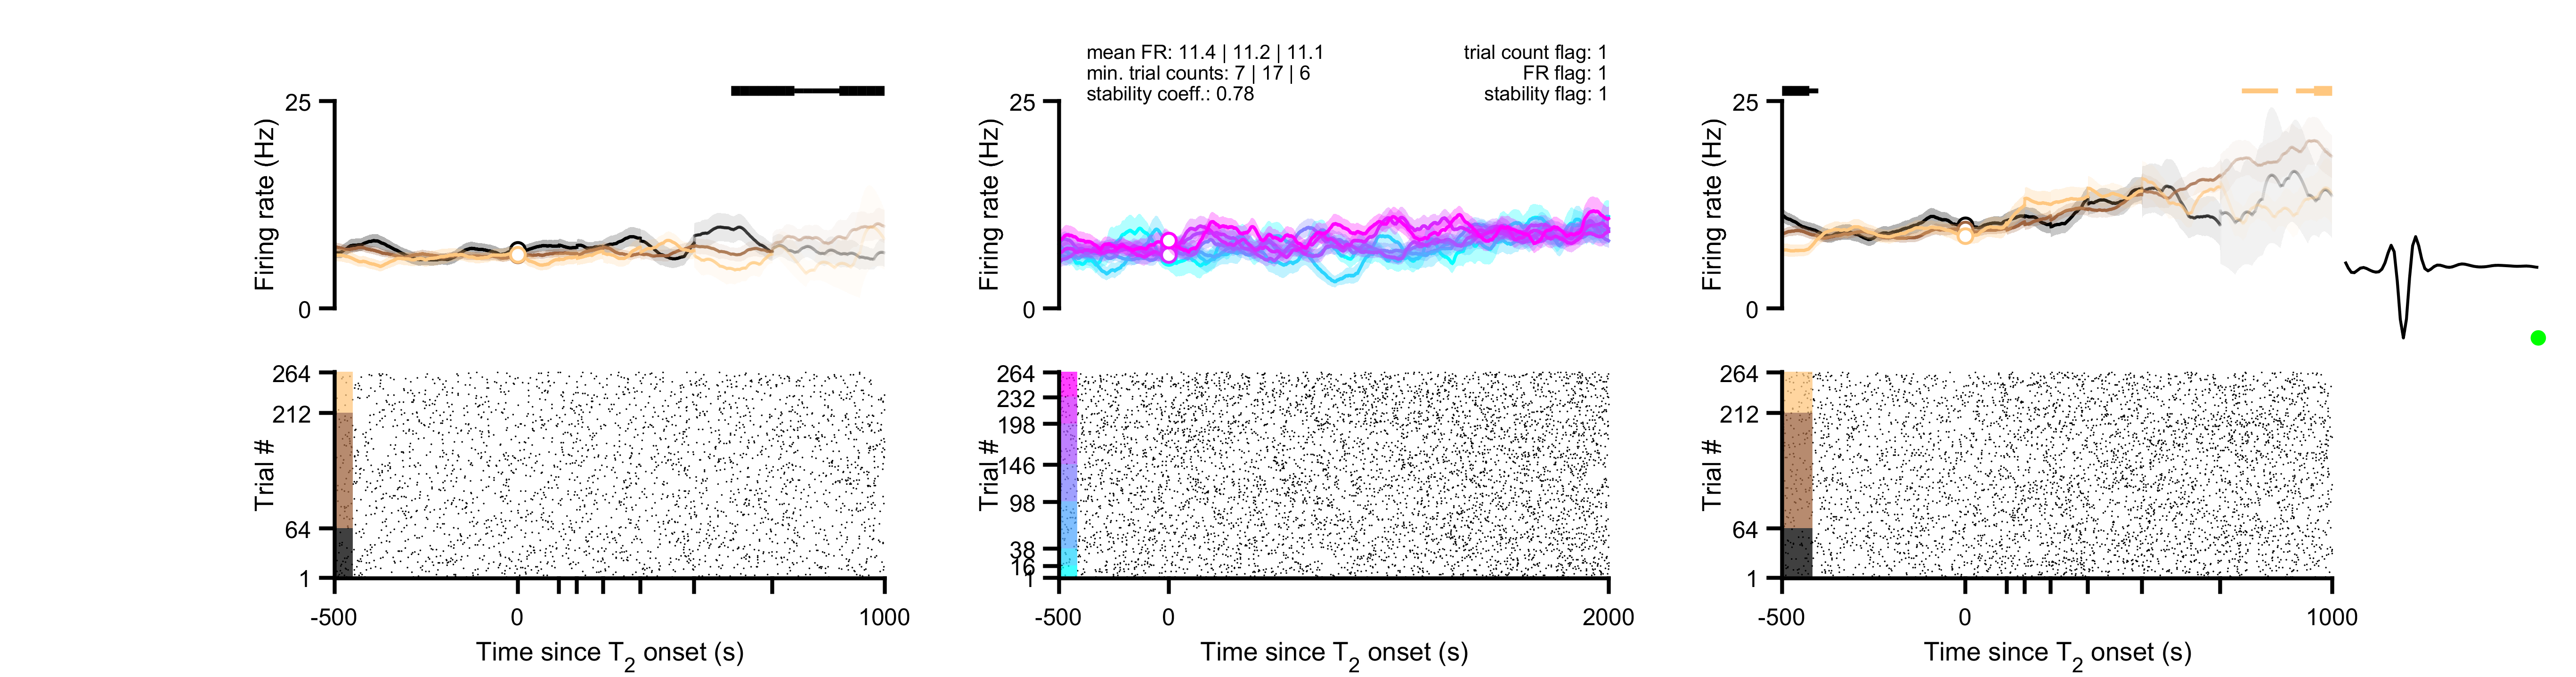 mean FR: 11.4 | 11.2 | 11.1
min. trial counts: 7 | 17 | 6
stability coeff.: 0.78
trial count flag: 1
FR flag: 1
stability flag: 1
25
0
Firing rate (Hz)
25
0
Firing rate (Hz)
25
0
Firing rate (Hz)
264
212
64
1
Trial #
-500
0
1000
Time since T2 onset (s)
264
232
198
146
98
38
16
1
Trial #
-500
0
2000
Time since T2 onset (s)
264
212
64
1
Trial #
-500
0
1000
Time since T2 onset (s)